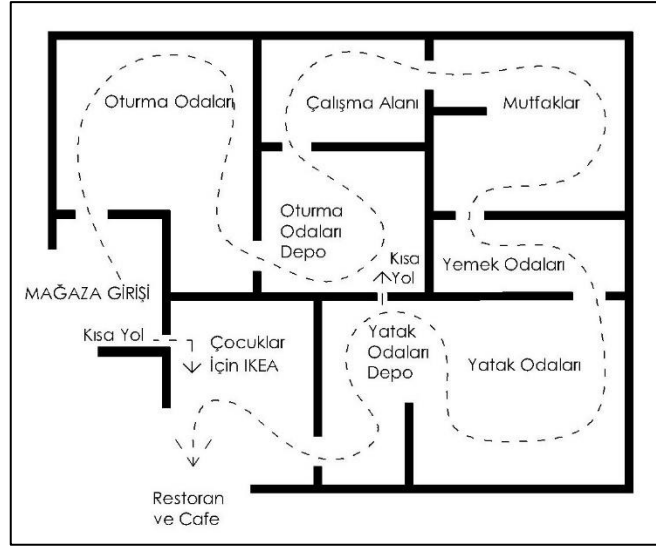 Oturma Odaları
Çalışma Alanı
Mutfaklar
Oturma
Odaları
Depo
Kısa
Yol
Yemek Odaları
MAĞAZA GİRİŞİ
Kısa Yol
Çocuklar
İçin IKEA
Yatak
Odaları
Depo
Yatak Odaları
Restoran
ve Cafe